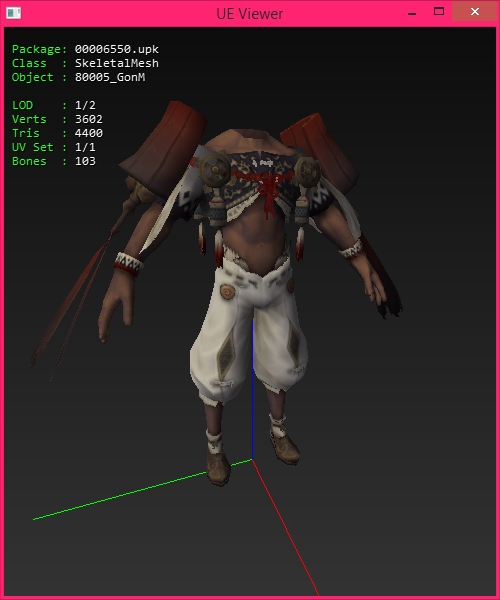 UE Viewer
Package: 00006550.upk
Class  : SkeletalMesh
Object : 80005_GonM
LOD    : 1/2
Verts  : 3602
Tris   : 4400
UV Set : 1/1
Bones  : 103